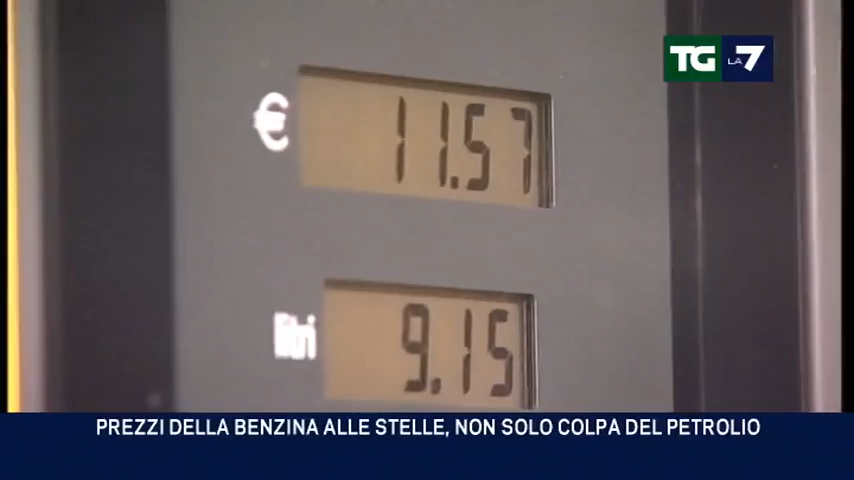 TG LA7
€ 11.57
litri 9.15
PREZZI DELLA BENZINA ALLE STELLE, NON SOLO COLPA DEL PETROLIO